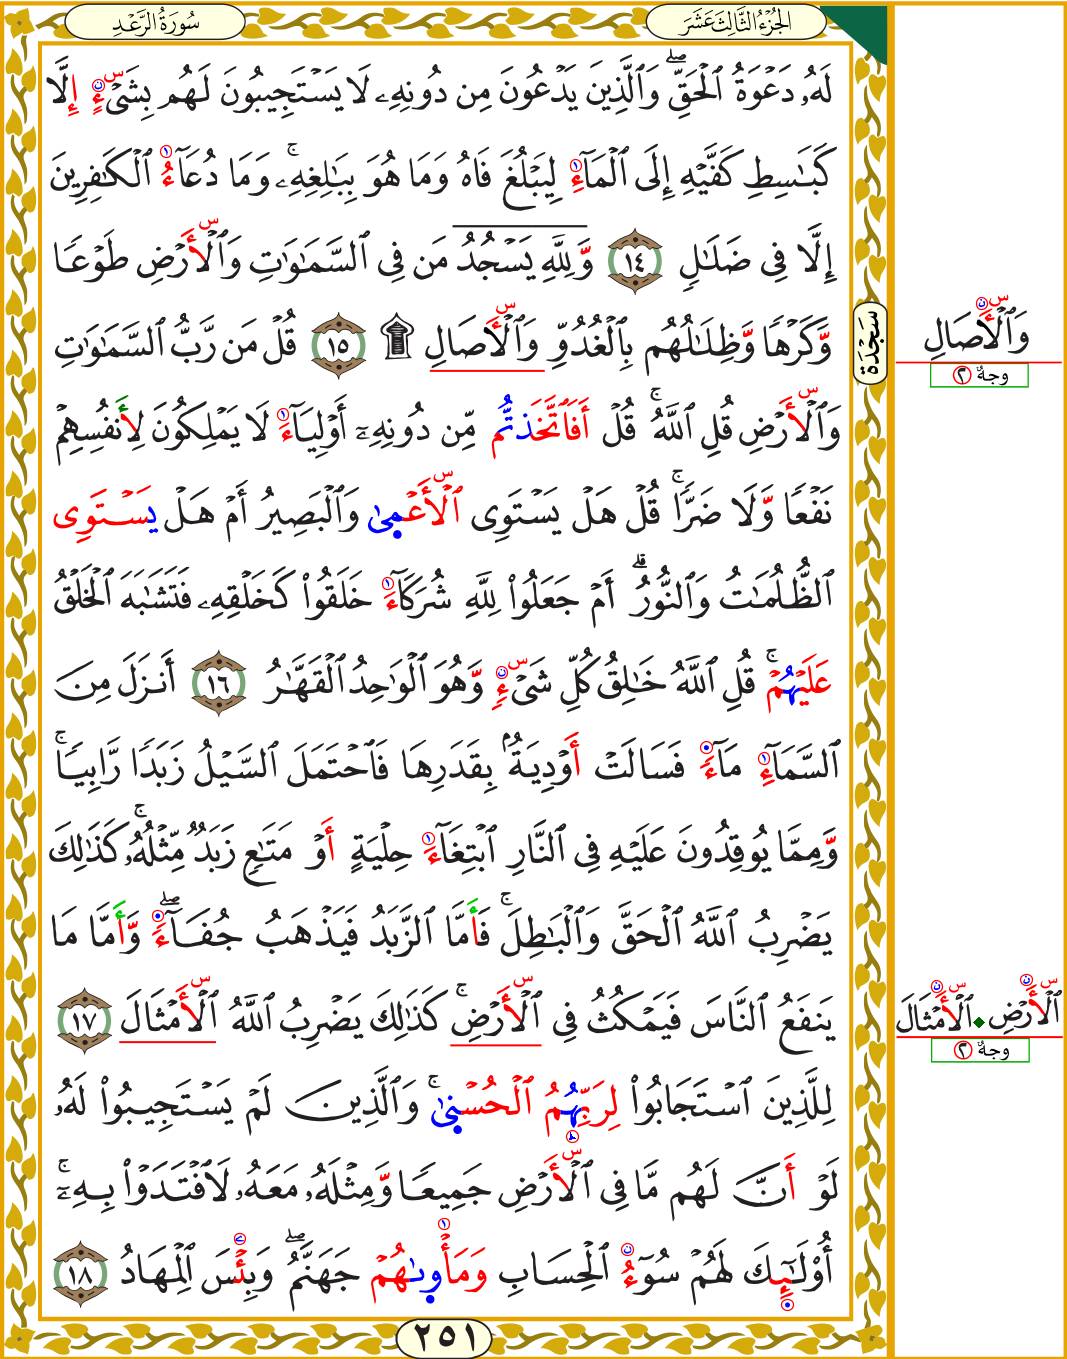 سُورَةُ الرَّعْدِ
الجُزْءُ الثَّالِثَ عَشَرَ
لَهُۥ دَعْوَةُ ٱلْحَقِّۖ وَٱلَّذِينَ يَدْعُونَ مِن دُونِهِۦ لَا يَسْتَجِيبُونَ لَهُم بِشَىْءٍ إِلَّا
كَبَٰسِطِ كَفَّيْهِ إِلَى ٱلْمَآءِ لِيَبْلُغَ فَاهُ وَمَا هُوَ بِبَٰلِغِهِۦۚ وَمَا دُعَآءُ ٱلْكَٰفِرِينَ
إِلَّا فِى ضَلَٰلٍ ١٤ وَّلِلَّهِ يَسْجُدُ مَن فِى ٱلسَّمَٰوَٰتِ وَٱلْأَرْضِ طَوْعًا
وَّكَرْهًا وَّظِلَٰلُهُم بِٱلْغُدُوِّ وَٱلْأَصَالِ ۩ ١٥ قُلْ مَن رَّبُّ ٱلسَّمَٰوَٰتِ
وَٱلْأَرْضِ قُلِ ٱللَّهُۚ قُلْ أَفَٱتَّخَذتُّم مِّن دُونِهِۦٓ أَوْلِيَآءَ لَا يَمْلِكُونَ لِأَنفُسِهِمْ
نَفْعًا وَّلَا ضَرًّاۚ قُلْ هَلْ يَسْتَوِى ٱلْأَعْمِىٰ وَٱلْبَصِيرُ أَمْ هَلْ يَسْتَوِى
ٱلظُّلُمَٰتُ وَٱلنُّورُۗ أَمْ جَعَلُوا۟ لِلَّهِ شُرَكَآءَ خَلَقُوا۟ كَخَلْقِهِۦ فَتَشَٰبَهَ ٱلْخَلْقُ
عَلَيْهُمْۚ قُلِ ٱللَّهُ خَٰلِقُ كُلِّ شَىْءٍ وَّهُوَ ٱلْوَٰحِدُ ٱلْقَهَّٰرُ ١٦ أَنزَلَ مِنَ
ٱلسَّمَآءِ مَآءً فَسَالَتْ أَوْدِيَةٌۢ بِقَدَرِهَا فَٱحْتَمَلَ ٱلسَّيْلُ زَبَدًا رَّابِيًاۚ
وَّمِمَّا يُوقِدُونَ عَلَيْهِ فِى ٱلنَّارِ ٱبْتِغَآءَ حِلْيَةٍ أَوْ مَتَٰعٍ زَبَدٌ مِّثْلُهُۥۚ كَذَٰلِكَ
يَضْرِبُ ٱللَّهُ ٱلْحَقَّ وَٱلْبَٰطِلَۚ فَأَمَّا ٱلزَّبَدُ فَيَذْهَبُ جُفَآءًۖ وَّأَمَّا مَا
يَنفَعُ ٱلنَّاسَ فَيَمْكُثُ فِى ٱلْأَرْضِۚ كَذَٰلِكَ يَضْرِبُ ٱللَّهُ ٱلْأَمْثَالَ ١٧
لِلَّذِينَ ٱسْتَجَابُوا۟ لِرَبِّهُمُ ٱلْحُسْنِىٰۚ وَٱلَّذِينَ لَمْ يَسْتَجِيبُوا۟ لَهُۥ
لَوْ أَنَّ لَهُم مَّا فِى ٱلْأَرْضِ جَمِيعًا وَّمِثْلَهُۥ مَعَهُۥ لَٱفْتَدَوْا۟ بِهِۦٓۚ
أُو۟لَٰٓئِكَ لَهُمْ سُوٓءُ ٱلْحِسَابِ وَمَأْوِىٰهُمْ جَهَنَّمُۖ وَبِئْسَ ٱلْمِهَادُ ١٨
سَجْدَة
وَٱلْأَصَالِ
وجهٌ ٢
ٱلْأَرْضِ ◆ ٱلْأَمْثَالَ
وجهٌ ٢
٢٥١